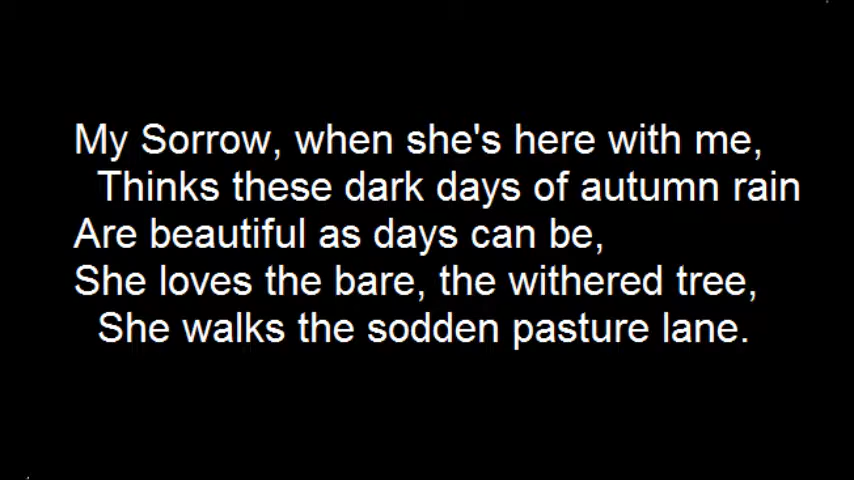 My Sorrow, when she's here with me,
Thinks these dark days of autumn rain
Are beautiful as days can be,
She loves the bare, the withered tree,
She walks the sodden pasture lane.